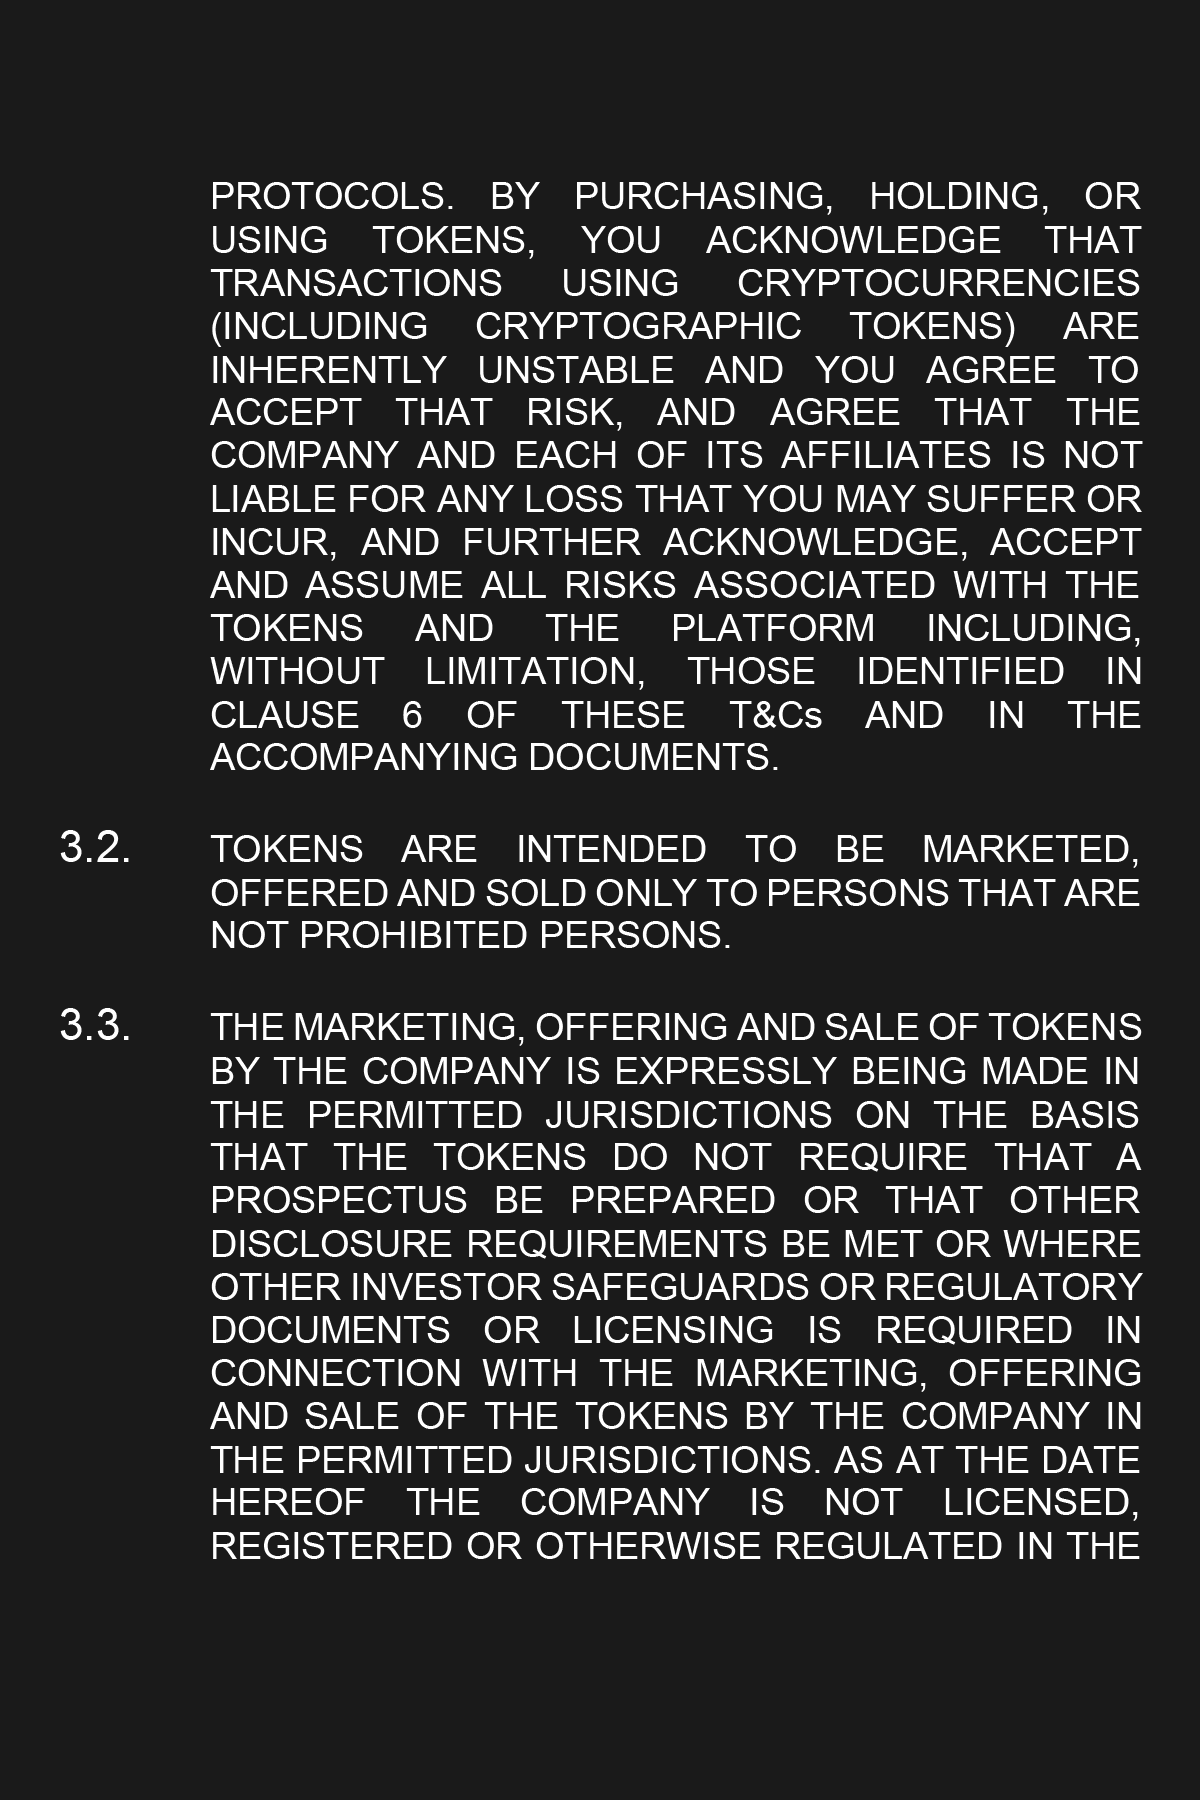 PROTOCOLS. BY PURCHASING, HOLDING, OR
USING TOKENS, YOU ACKNOWLEDGE THAT
TRANSACTIONS USING CRYPTOCURRENCIES
(INCLUDING CRYPTOGRAPHIC TOKENS) ARE
INHERENTLY UNSTABLE AND YOU AGREE TO
ACCEPT THAT RISK, AND AGREE THAT THE
COMPANY AND EACH OF ITS AFFILIATES IS NOT
LIABLE FOR ANY LOSS THAT YOU MAY SUFFER OR
INCUR, AND FURTHER ACKNOWLEDGE, ACCEPT
AND ASSUME ALL RISKS ASSOCIATED WITH THE
TOKENS AND THE PLATFORM INCLUDING,
WITHOUT LIMITATION, THOSE IDENTIFIED IN
CLAUSE 6 OF THESE T&Cs AND IN THE
ACCOMPANYING DOCUMENTS.
3.2. TOKENS ARE INTENDED TO BE MARKETED,
OFFERED AND SOLD ONLY TO PERSONS THAT ARE
NOT PROHIBITED PERSONS.
3.3. THE MARKETING, OFFERING AND SALE OF TOKENS
BY THE COMPANY IS EXPRESSLY BEING MADE IN
THE PERMITTED JURISDICTIONS ON THE BASIS
THAT THE TOKENS DO NOT REQUIRE THAT A
PROSPECTUS BE PREPARED OR THAT OTHER
DISCLOSURE REQUIREMENTS BE MET OR WHERE
OTHER INVESTOR SAFEGUARDS OR REGULATORY
DOCUMENTS OR LICENSING IS REQUIRED IN
CONNECTION WITH THE MARKETING, OFFERING
AND SALE OF THE TOKENS BY THE COMPANY IN
THE PERMITTED JURISDICTIONS. AS AT THE DATE
HEREOF THE COMPANY IS NOT LICENSED,
REGISTERED OR OTHERWISE REGULATED IN THE